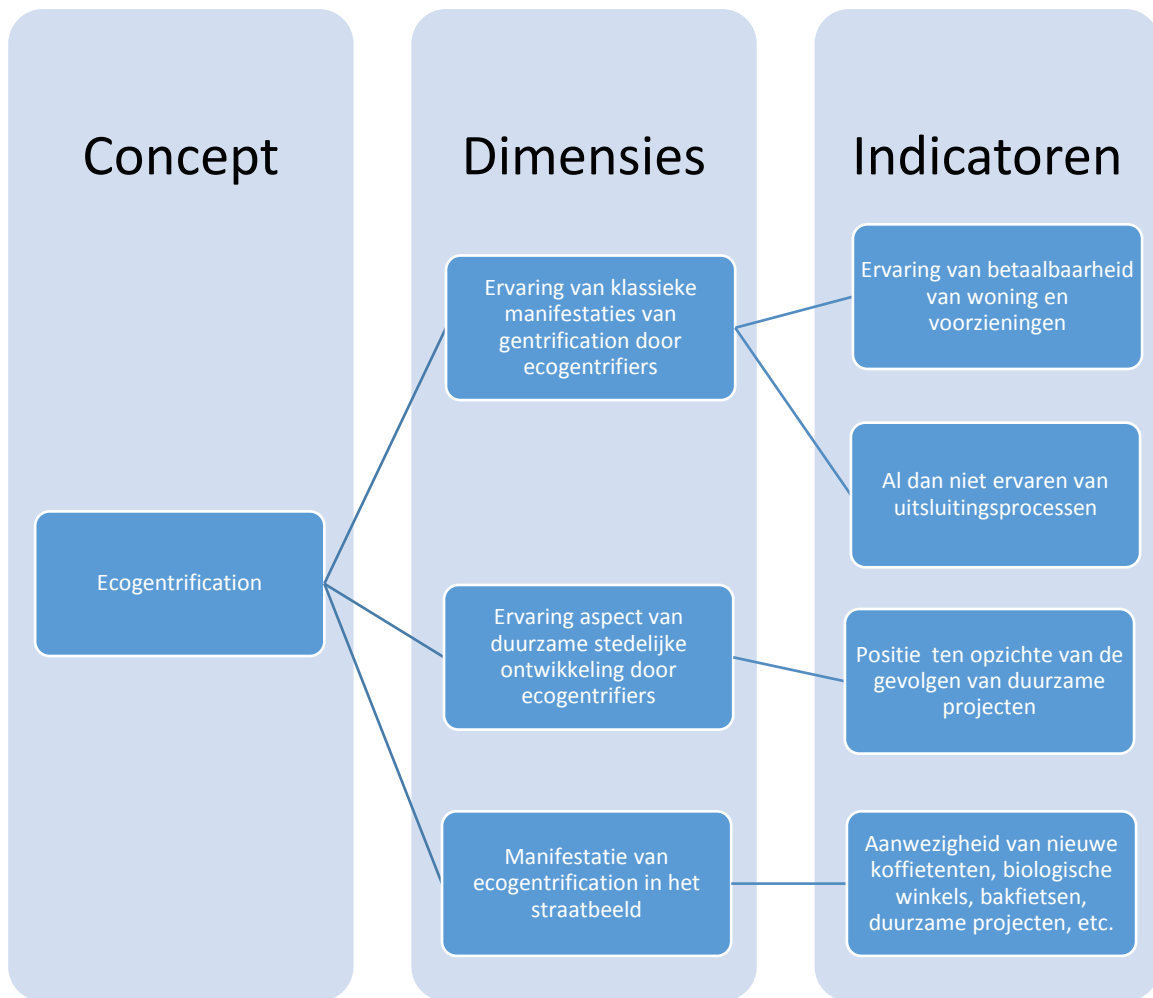 Concept
Dimensies
Indicatoren
Ecogentrification
Ervaring van klassieke
manifestaties van
gentrification door
ecogentrifiers
Ervaring aspect van
duurzame stedelijke
ontwikkeling door
ecogentrifiers
Manifestatie van
ecogentrification in het
straatbeeld
Ervaring van betaalbaarheid
van woning en
voorzieningen
Al dan niet ervaren van
uitsluitingsprocessen
Positie  ten opzichte van de
gevolgen van duurzame
projecten
Aanwezigheid van nieuwe
koffietenten, biologische
winkels, bakfietsen,
duurzame projecten, etc.